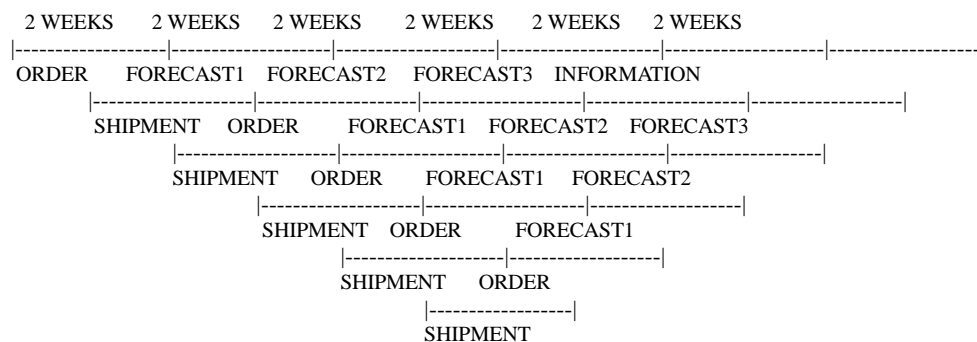 2 WEEKS 2 WEEKS 2 WEEKS 2 WEEKS 2 WEEKS 2 WEEKS
|-------------------|--------------------|--------------------|--------------------|--------------------|-------------------
ORDER FORECAST1 FORECAST2 FORECAST3 INFORMATION
|--------------------|--------------------|--------------------|--------------------|-------------------|
SHIPMENT ORDER FORECAST1 FORECAST2 FORECAST3
|--------------------|--------------------|--------------------|-------------------|
SHIPMENT ORDER FORECAST1 FORECAST2
|--------------------|--------------------|-------------------|
SHIPMENT ORDER FORECAST1
|--------------------|-------------------|
SHIPMENT ORDER
|------------------|
SHIPMENT